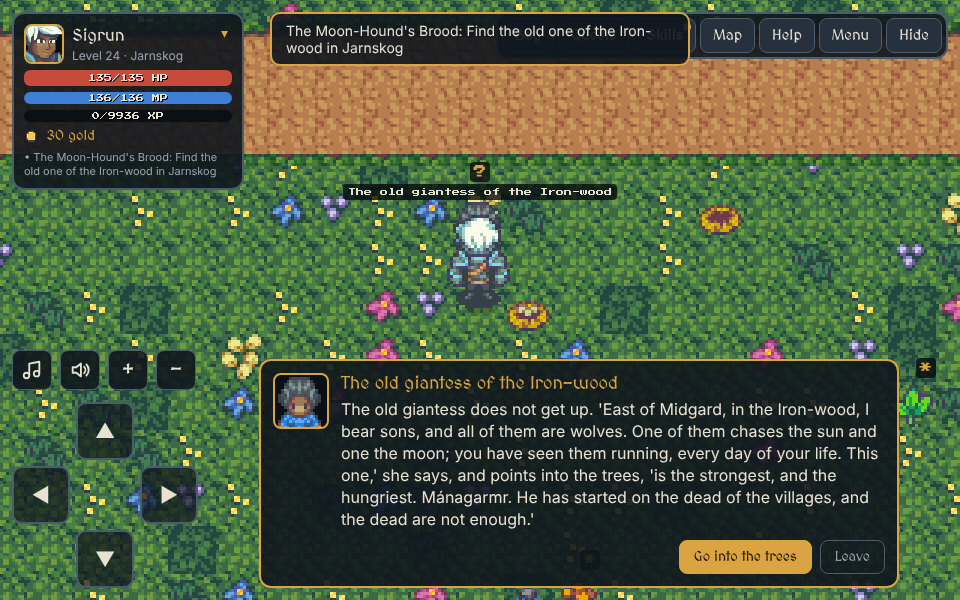 Sigrun
Level 24 · Jarnskog
135/135 HP
136/136 MP
0/9936 XP
30 gold
• The Moon-Hound's Brood: Find the
old one of the Iron-wood in Jarnskog
The Moon-Hound's Brood: Find the old one of the Iron-
wood in Jarnskog
Skills
Map
Help
Menu
Hide
?
The old giantess of the Iron-wood
The old giantess of the Iron-wood
The old giantess does not get up. 'East of Midgard, in the Iron-wood, I
bear sons, and all of them are wolves. One of them chases the sun and
one the moon; you have seen them running, every day of your life. This
one,' she says, and points into the trees, 'is the strongest, and the
hungriest. Mánagarmr. He has started on the dead of the villages, and
the dead are not enough.'
Go into the trees
Leave